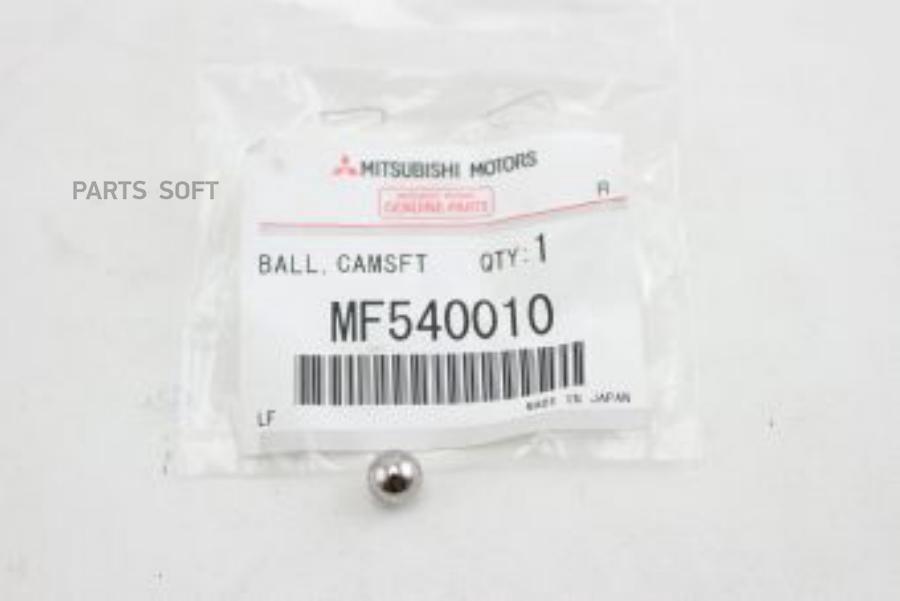 MITSUBISHI MOTORS
PARTS SOFT
R
GENUINE PARTS
BALL, CAMSFT QTY:1
MF540010
MADE IN JAPAN
LF